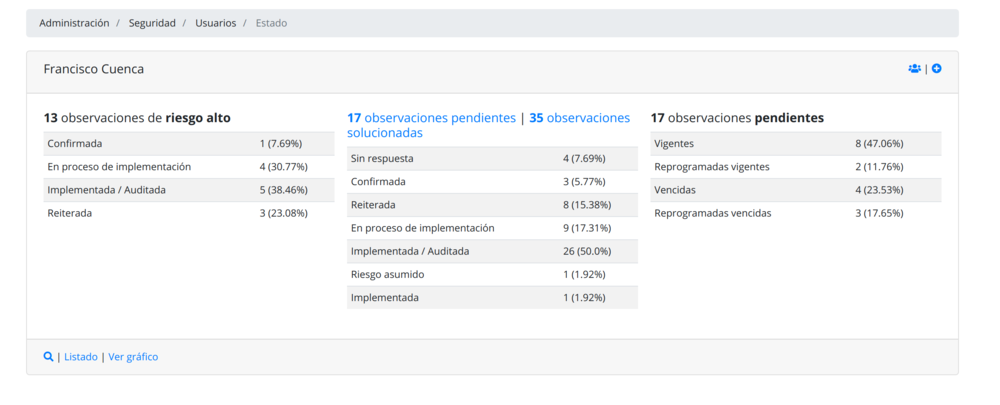 Administración / Seguridad / Usuarios / Estado
Francisco Cuenca
|
13 observaciones de riesgo alto
Confirmada 1 (7.69%)
En proceso de implementación 4 (30.77%)
Implementada / Auditada 5 (38.46%)
Reiterada 3 (23.08%)
17 observaciones pendientes | 35 observaciones
solucionadas
Sin respuesta 4 (7.69%)
Confirmada 3 (5.77%)
Reiterada 8 (15.38%)
En proceso de implementación 9 (17.31%)
Implementada / Auditada 26 (50.0%)
Riesgo asumido 1 (1.92%)
Implementada 1 (1.92%)
17 observaciones pendientes
Vigentes 8 (47.06%)
Reprogramadas vigentes 2 (11.76%)
Vencidas 4 (23.53%)
Reprogramadas vencidas 3 (17.65%)
| Listado | Ver gráfico